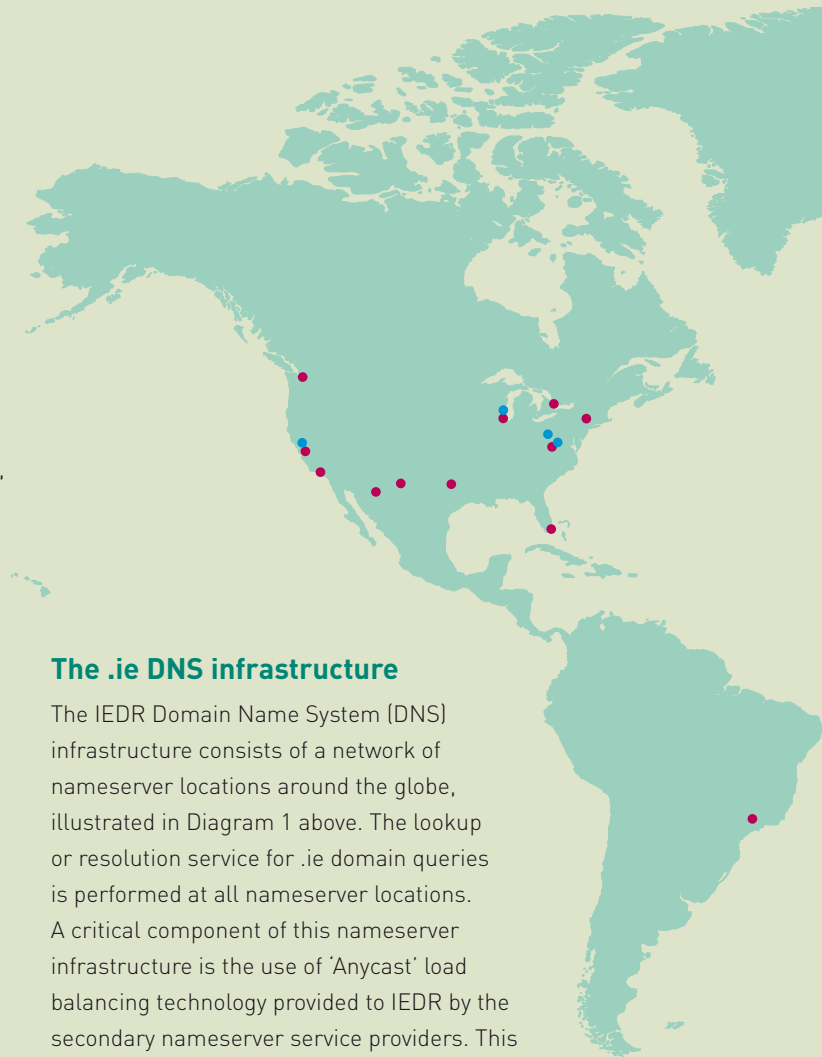 The .ie DNS infrastructure
The IEDR Domain Name System (DNS)
infrastructure consists of a network of
nameserver locations around the globe,
illustrated in Diagram 1 above. The lookup
or resolution service for .ie domain queries
is performed at all nameserver locations.
A critical component of this nameserver
infrastructure is the use of ‘Anycast’ load
balancing technology provided to IEDR by the
secondary nameserver service providers. This